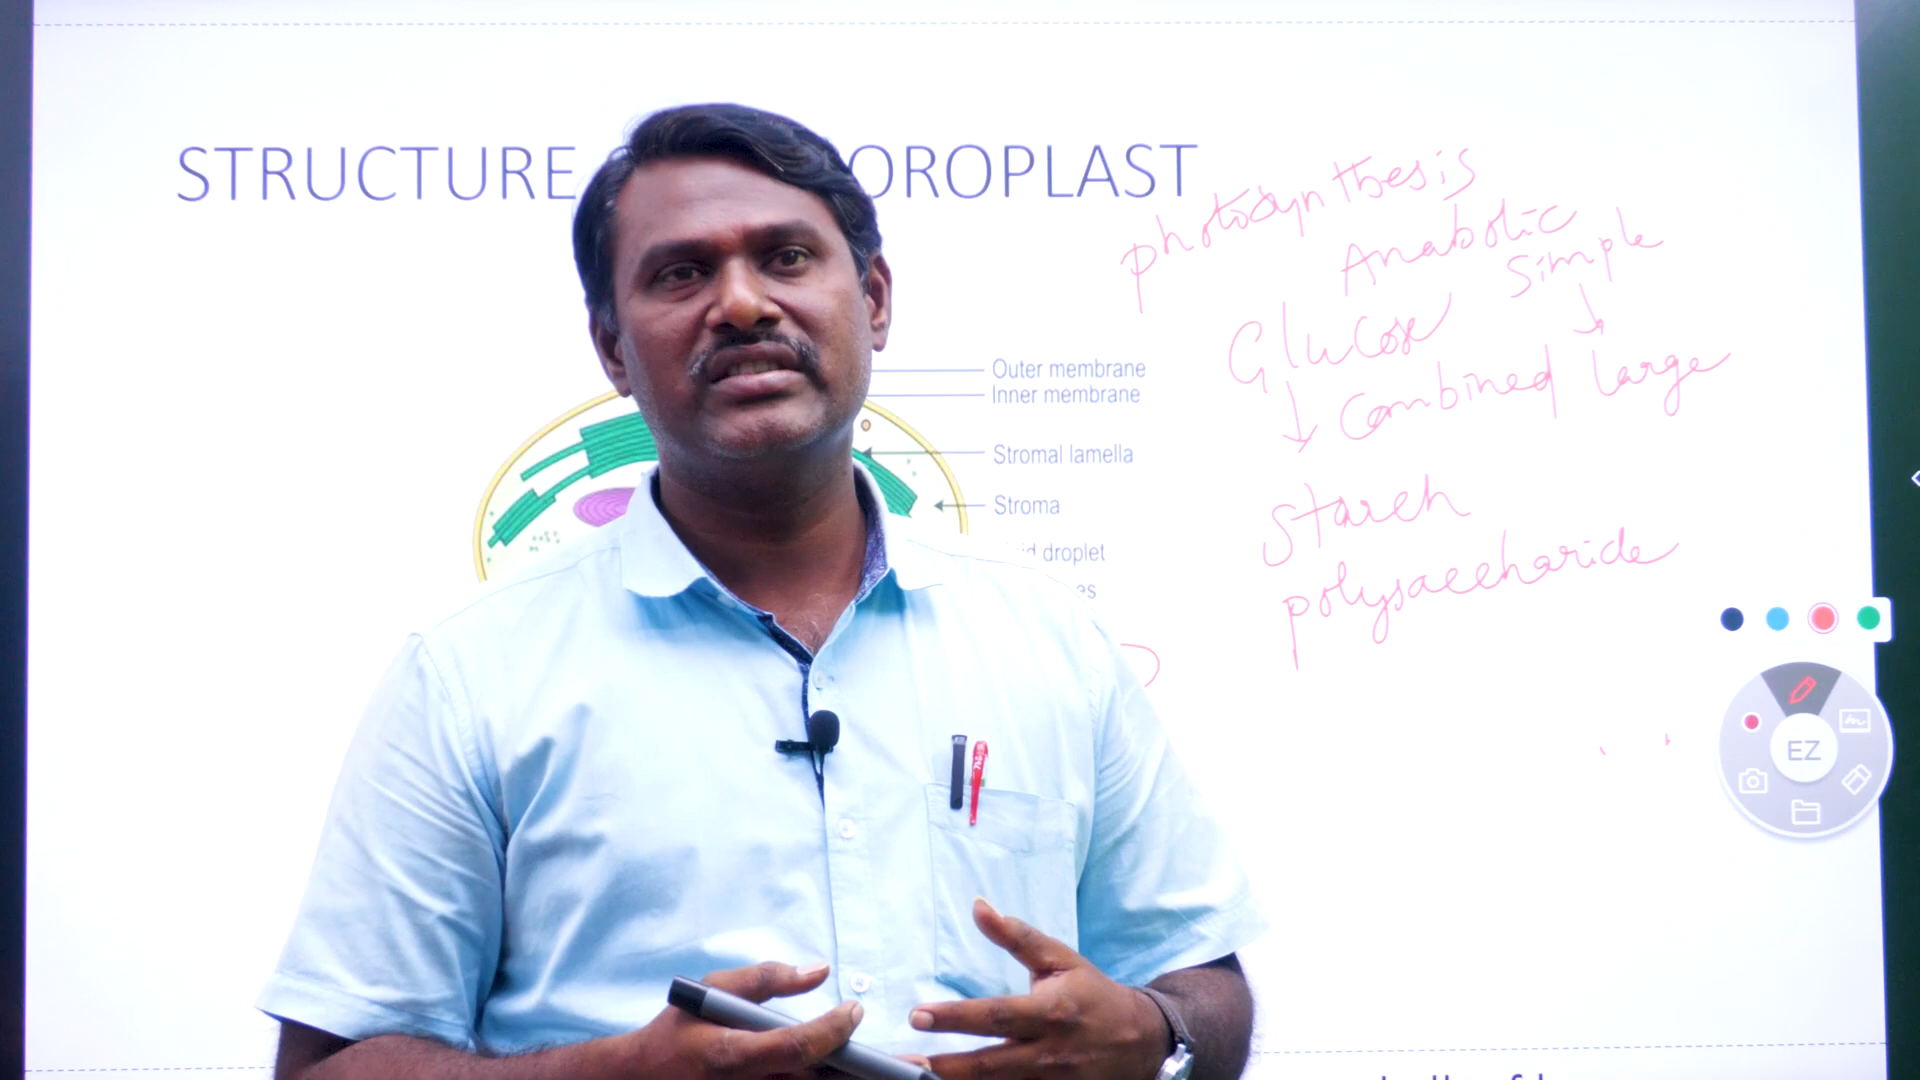 STRUCTURE OROPLAST
photosynthesis
Anabolic
Simple
Glucose
Combined large
Starch
polysaccharide
Outer membrane
Inner membrane
Stromal lamella
Stroma
droplet
EZ